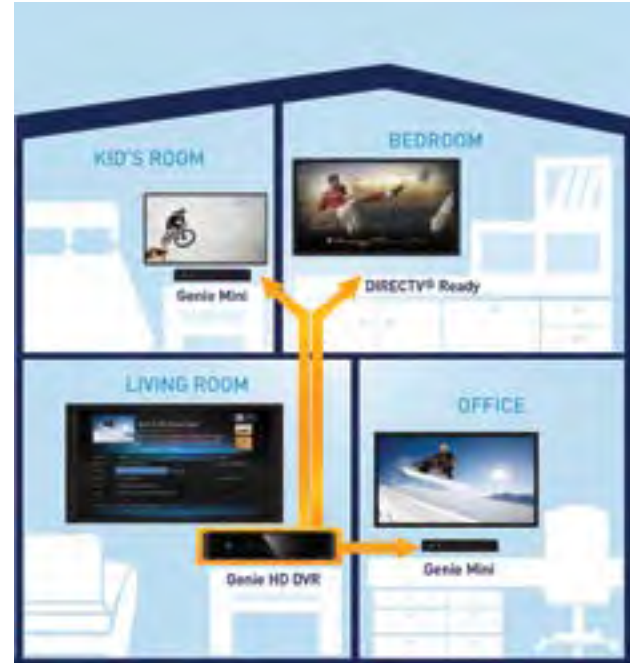 KID'S ROOM
BEDROOM
Genie Mini
DIRECTV® Ready
LIVING ROOM
OFFICE
Genie HD DVR
Genie Mini